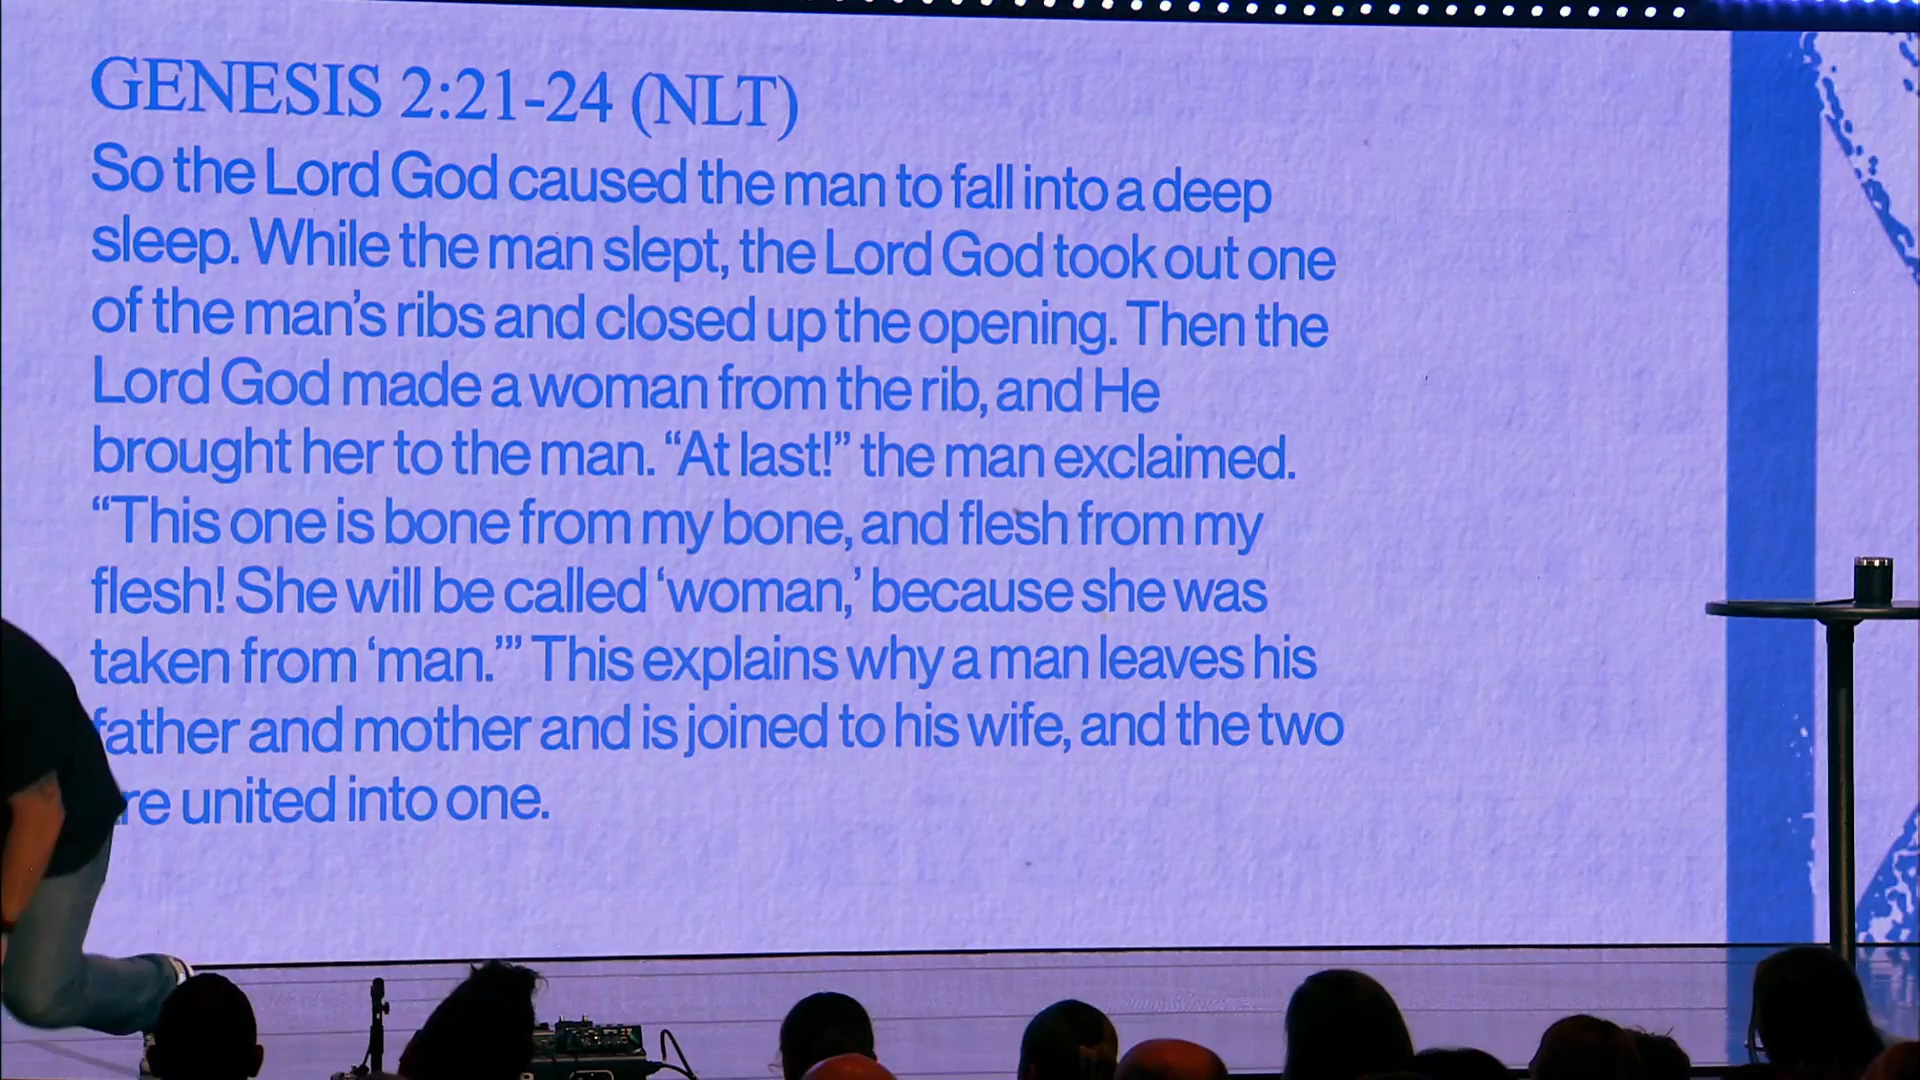 GENESIS 2:21-24 (NLT)
So the Lord God caused the man to fall into a deep
sleep. While the man slept, the Lord God took out one
of the man’s ribs and closed up the opening. Then the
Lord God made a woman from the rib, and He
brought her to the man. “At last!” the man exclaimed.
“This one is bone from my bone, and flesh from my
flesh! She will be called ‘woman,’ because she was
taken from ‘man.’” This explains why a man leaves his
father and mother and is joined to his wife, and the two
are united into one.